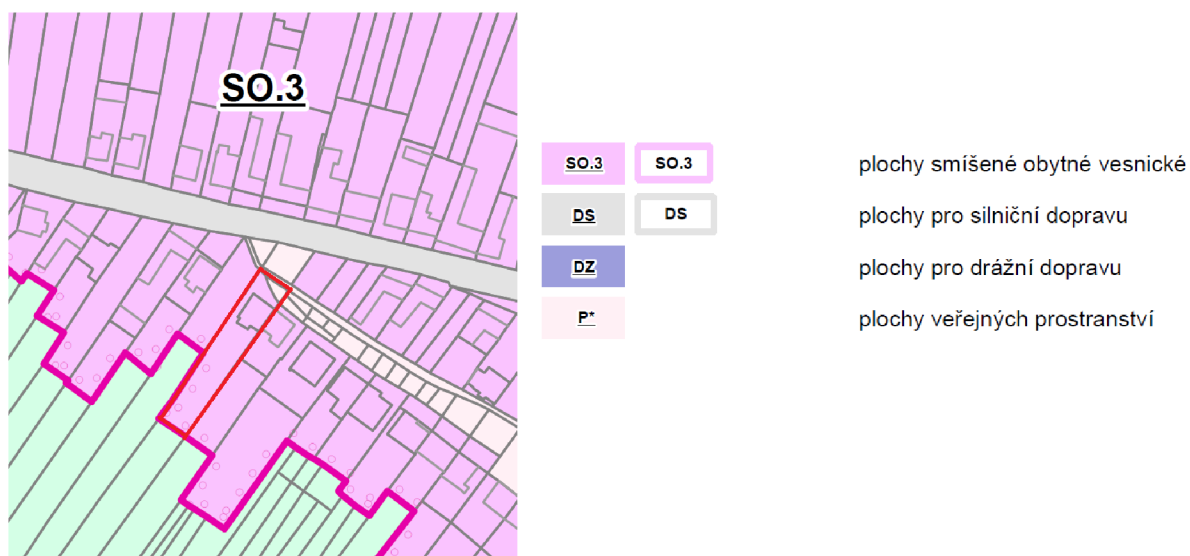 SO.3
SO.3 SO.3 plochy smíšené obytné vesnické
DS DS plochy pro silniční dopravu
DZ plochy pro drážní dopravu
P* plochy veřejných prostranství